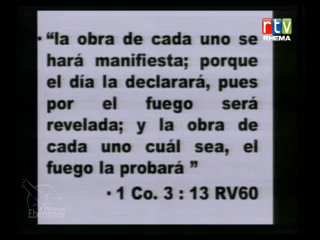 rtv
RHEMA
• “la obra de cada uno se
hará manifiesta; porque
el día la declarará, pues
por el fuego será
revelada; y la obra de
cada uno cuál sea, el
fuego la probará ”
• 1 Co. 3 : 13 RV60
Ebenezer